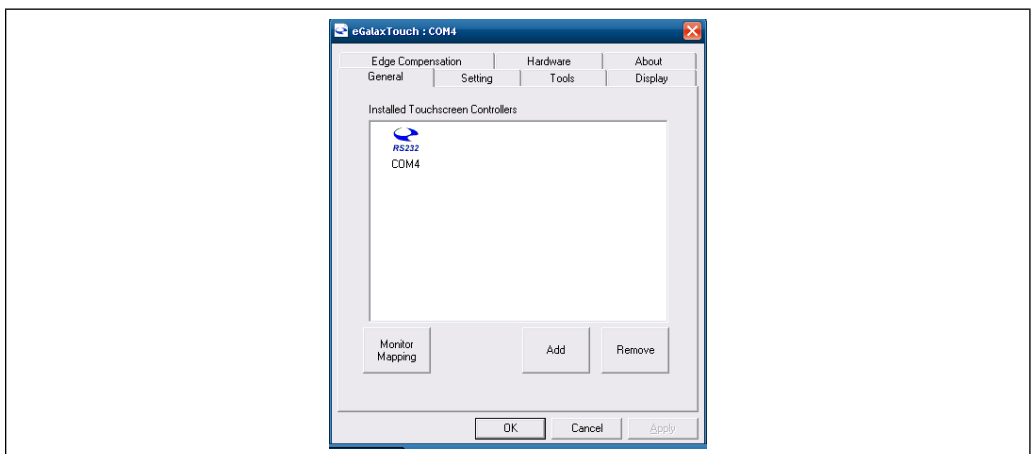 eGalaxTouch : COM4
Edge Compensation Hardware About
General Setting Tools Display
Installed Touchscreen Controllers
RS232
COM4
Monitor
Mapping
Add Remove
OK Cancel Apply